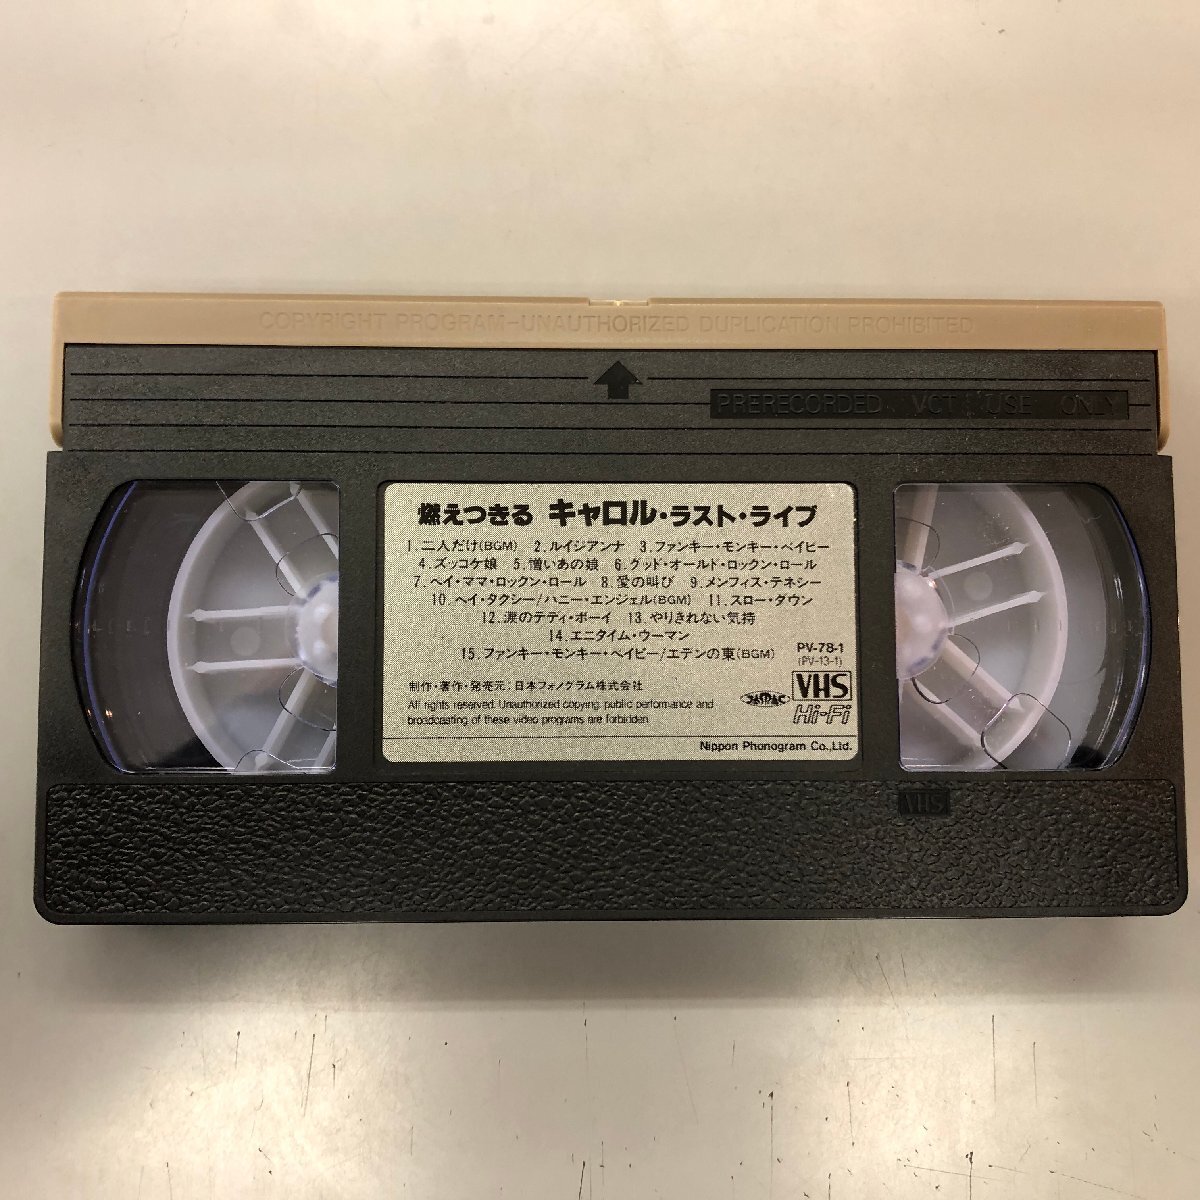 COPYRIGHT PROGRAM-UNAUTHORIZED DUPLICATION PROHIBITED
PRERECORDED VCT USE ONLY
燃えつきる キャロル・ラスト・ライブ
1.二人だけ(BGM) 2.ルイジアンナ 3.ファンキー・モンキー・ベイビー
4.ズッコケ娘 5.憎いあの娘 6.グッド・オールド・ロックン・ロール
7.ヘイ・ママ・ロックン・ロール 8.愛の叫び 9.メンフィス・テネシー
10.ヘイ・タクシー/ハニー・エンジェル(BGM) 11.スロー・ダウン
12.涙のテディ・ボーイ 13.やりきれない気持
14.エニタイム・ウーマン
15.ファンキー・モンキー・ベイビー/エデンの東(BGM)
PV-78-1
(PV-13-1)
制作・著作・発売元:日本フォノグラム株式会社
All rights reserved. Unauthorized copying, public performance and
broadcasting of these video programs are forbidden.
JASRAC
VHS
Hi-Fi
Nippon Phonogram Co.,Ltd.
VHS